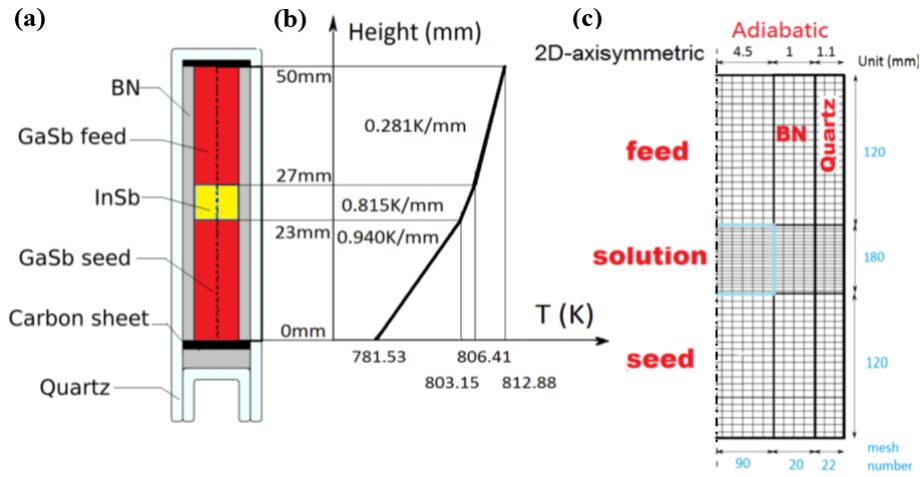 (a)
BN
GaSb feed
InSb
GaSb seed
Carbon sheet
Quartz
(b)
Height (mm)
50mm
0.281K/mm
27mm
0.815K/mm
23mm
0.940K/mm
0mm
T (K)
781.53
806.41
803.15
812.88
(c)
Adiabatic
2D-axisymmetric
4.5
1
1.1
Unit (mm)
BN
Quartz
feed
120
solution
180
seed
120
mesh
number
90
20
22